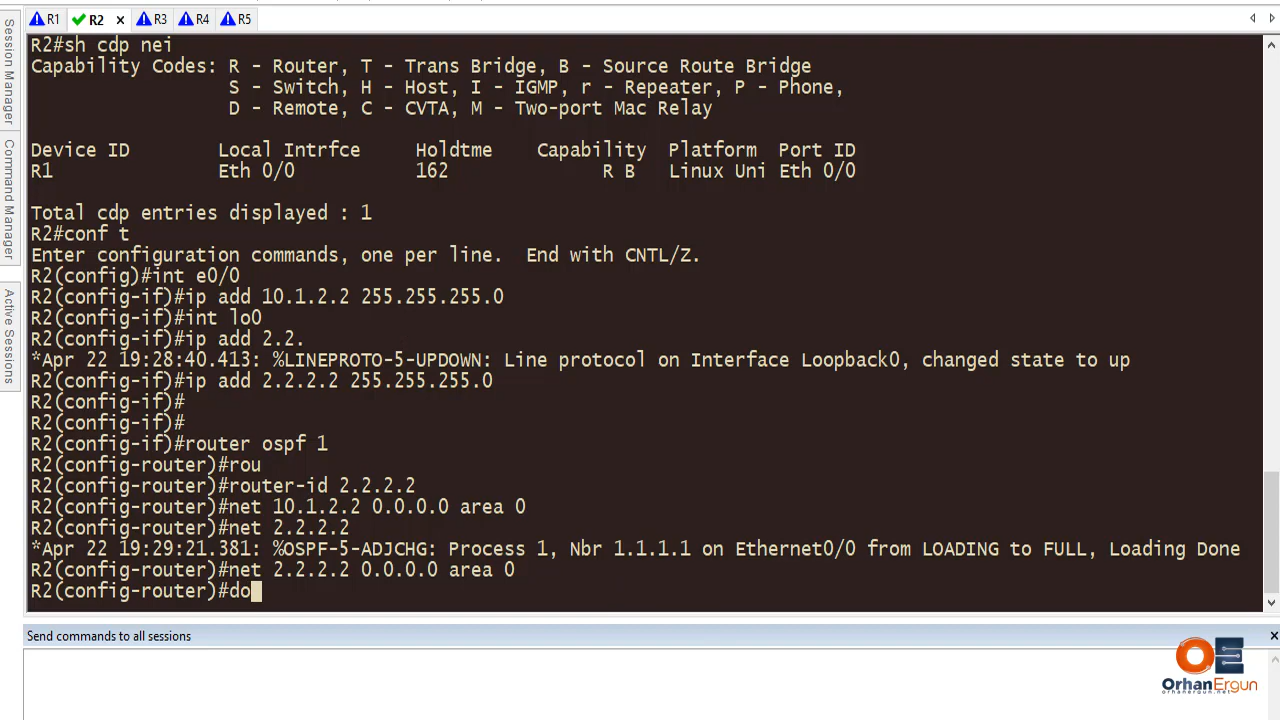 R1 R2 × R3 R4 R5
Session Manager
Command Manager
Active Sessions
R2#sh cdp nei
Capability Codes: R - Router, T - Trans Bridge, B - Source Route Bridge
S - Switch, H - Host, I - IGMP, r - Repeater, P - Phone,
D - Remote, C - CVTA, M - Two-port Mac Relay
Device ID Local Intrfce Holdtme Capability Platform Port ID
R1 Eth 0/0 162 R B Linux Uni Eth 0/0
Total cdp entries displayed : 1
R2#conf t
Enter configuration commands, one per line. End with CNTL/Z.
R2(config)#int e0/0
R2(config-if)#ip add 10.1.2.2 255.255.255.0
R2(config-if)#int lo0
R2(config-if)#ip add 2.2.
*Apr 22 19:28:40.413: %LINEPROTO-5-UPDOWN: Line protocol on Interface Loopback0, changed state to up
R2(config-if)#ip add 2.2.2.2 255.255.255.0
R2(config-if)#
R2(config-if)#
R2(config-if)#router ospf 1
R2(config-router)#rou
R2(config-router)#router-id 2.2.2.2
R2(config-router)#net 10.1.2.2 0.0.0.0 area 0
R2(config-router)#net 2.2.2.2
*Apr 22 19:29:21.381: %OSPF-5-ADJCHG: Process 1, Nbr 1.1.1.1 on Ethernet0/0 from LOADING to FULL, Loading Done
R2(config-router)#net 2.2.2.2 0.0.0.0 area 0
R2(config-router)#do
Send commands to all sessions ×
OrhanErgun
orhanergun.net